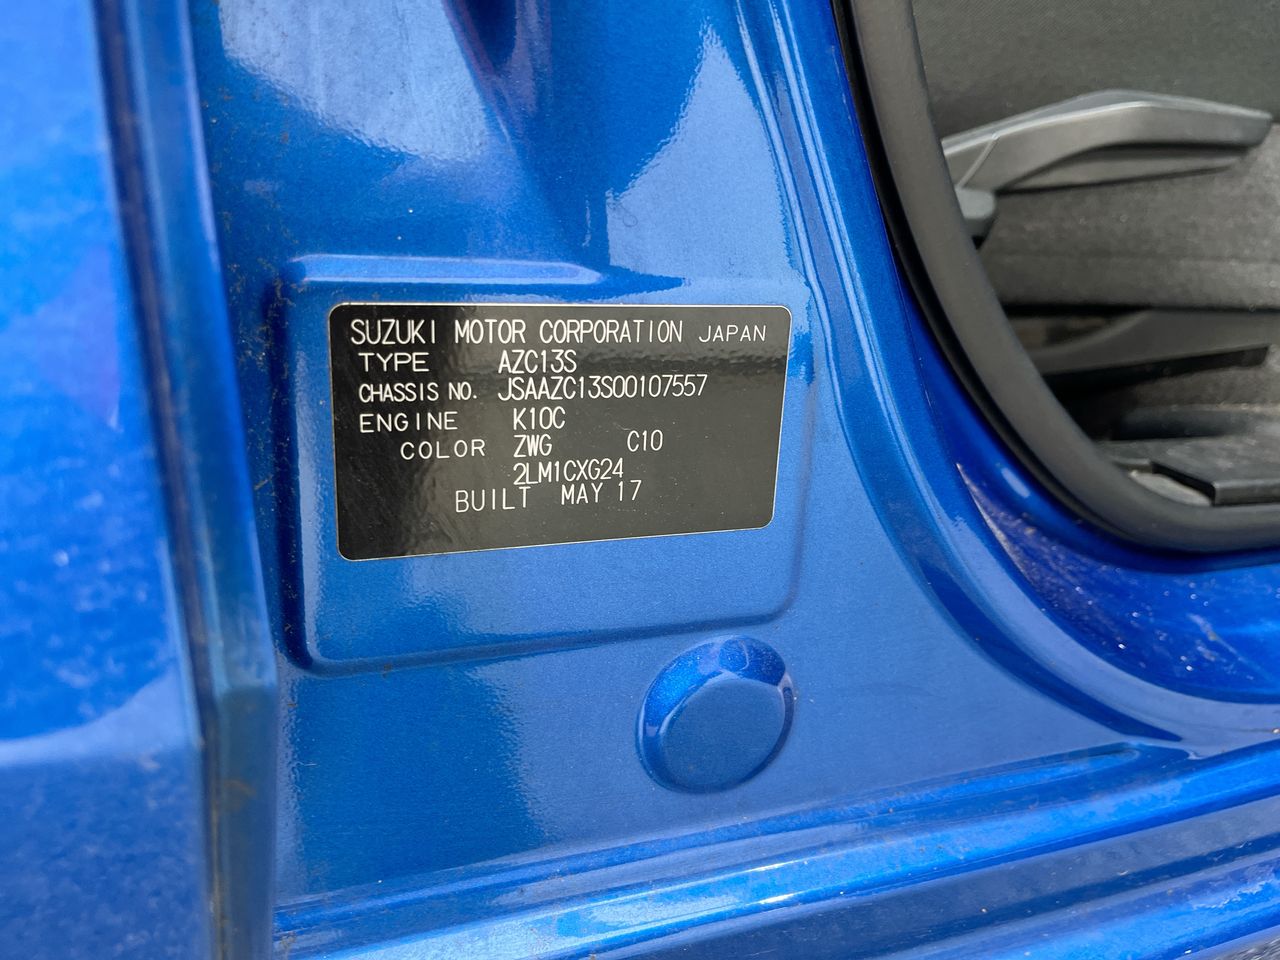 SUZUKI MOTOR CORPORATION JAPAN
TYPE AZC13S
CHASSIS NO. JSAAZC13S00107557
ENGINE K10C
COLOR ZWG C10
2LM1CXG24
BUILT MAY 17